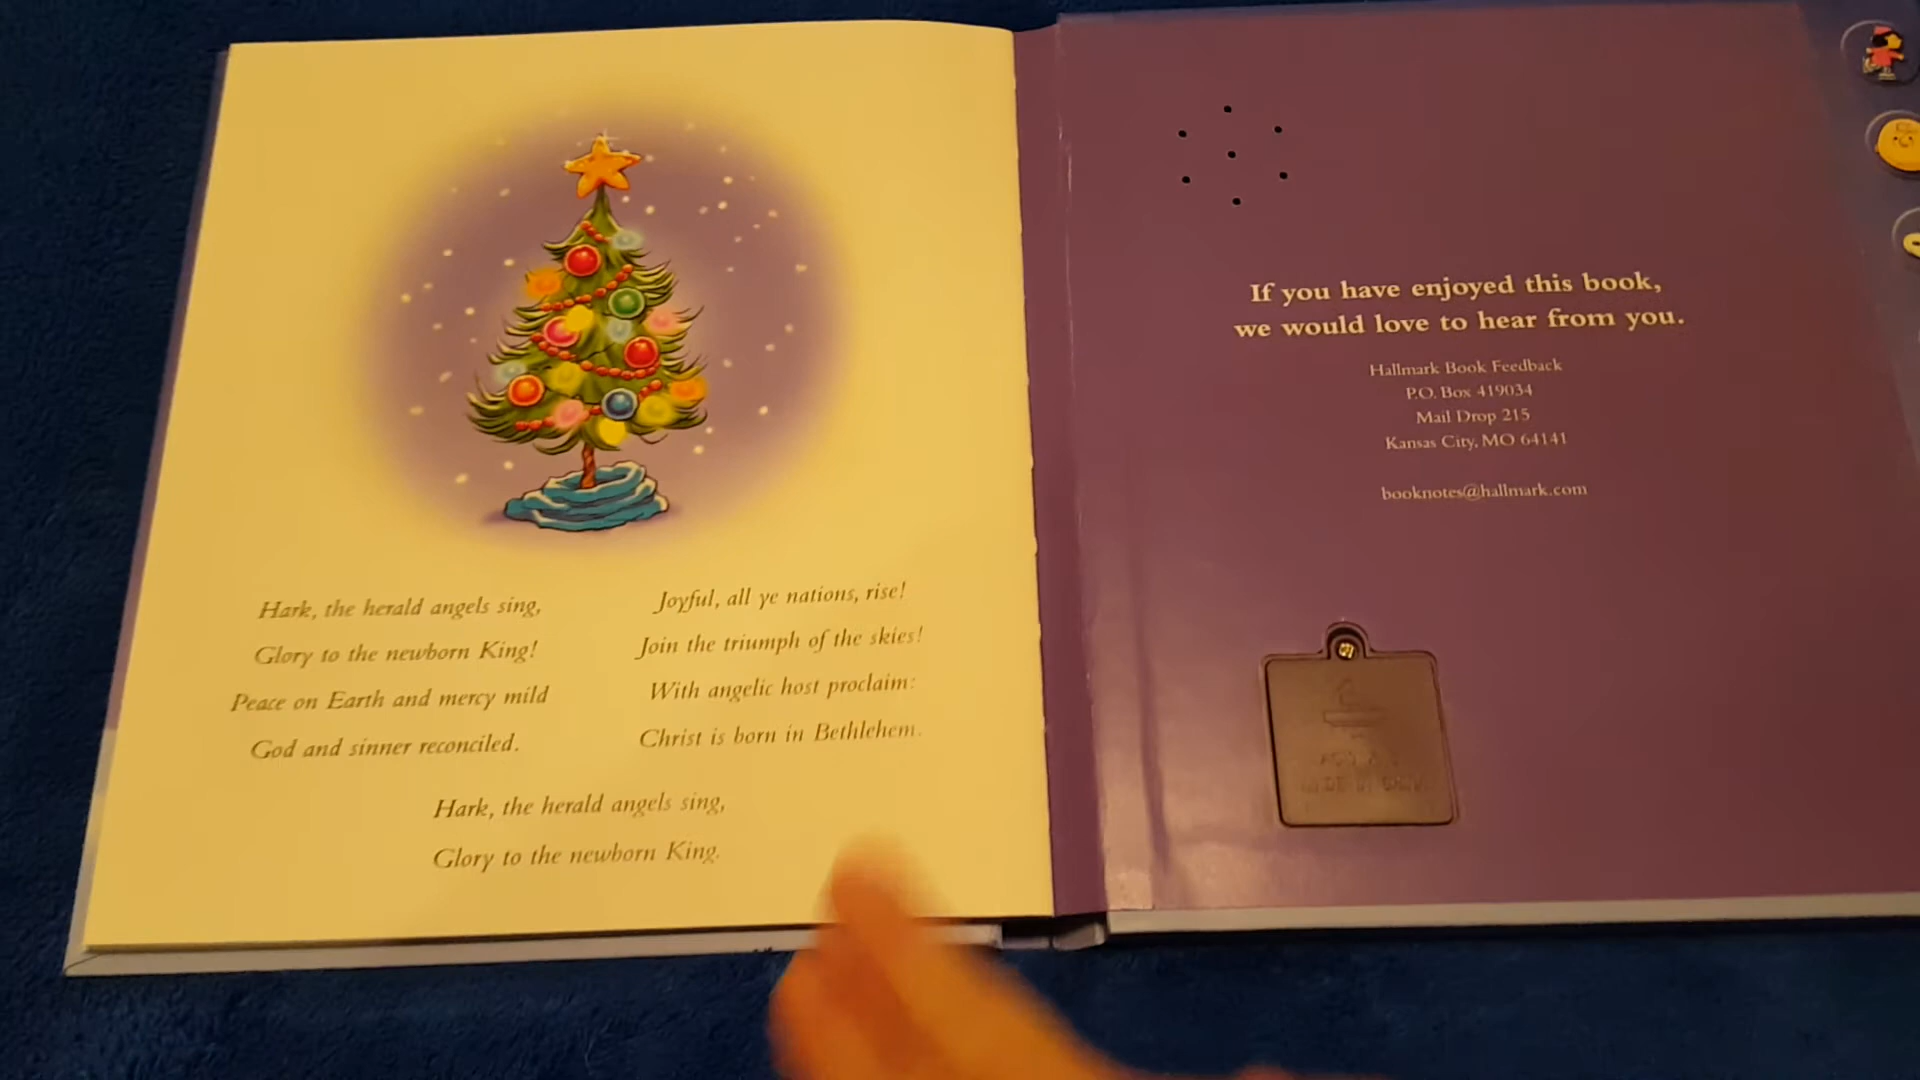 Hark, the herald angels sing,
Glory to the newborn King!
Peace on Earth and mercy mild
God and sinner reconciled.
Joyful, all ye nations, rise!
Join the triumph of the skies!
With angelic host proclaim:
Christ is born in Bethlehem.
Hark, the herald angels sing,
Glory to the newborn King.
If you have enjoyed this book,
we would love to hear from you.
Hallmark Book Feedback
P.O. Box 419034
Mail Drop 215
Kansas City, MO 64141
booknotes@hallmark.com